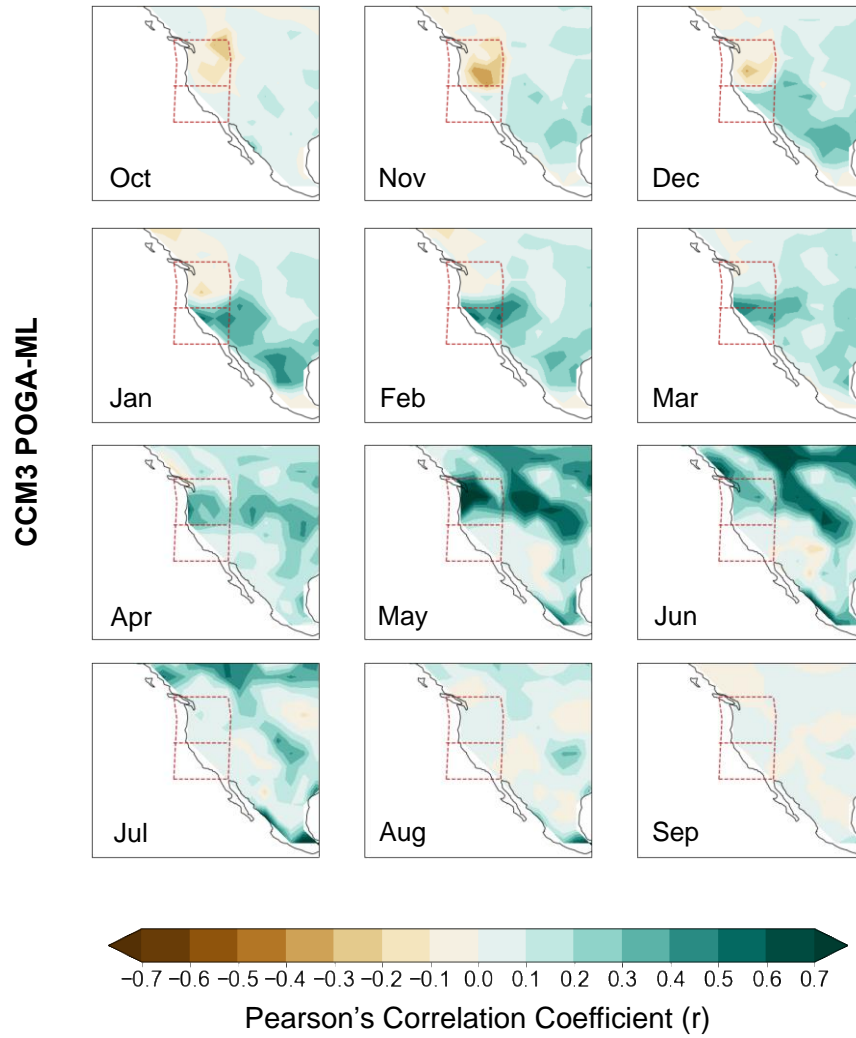 CCM3 POGA-ML
Oct Nov Dec
Jan Feb Mar
Apr May Jun
Jul Aug Sep
−0.7 −0.6 −0.5 −0.4 −0.3 −0.2 −0.1 0.0 0.1 0.2 0.3 0.4 0.5 0.6 0.7
Pearson's Correlation Coefficient (r)